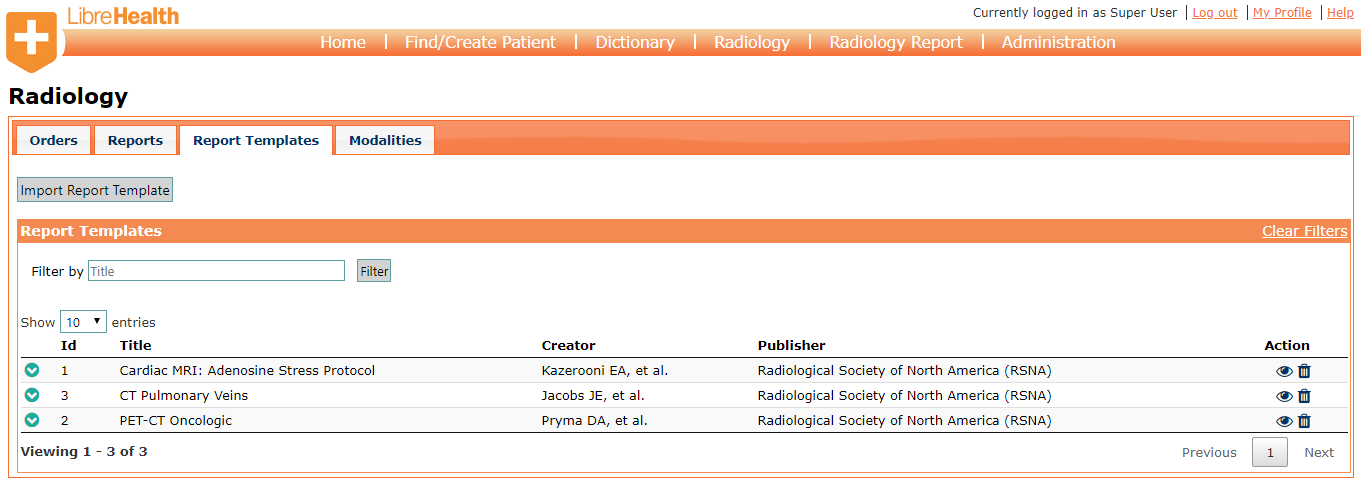 LibreHealth
Currently logged in as Super User | Log out | My Profile | Help
Home | Find/Create Patient | Dictionary | Radiology | Radiology Report | Administration
Radiology
Orders Reports Report Templates Modalities
Import Report Template
Report Templates Clear Filters
Filter by Title Filter
Show 10 entries
Id Title Creator Publisher Action
1 Cardiac MRI: Adenosine Stress Protocol Kazerooni EA, et al. Radiological Society of North America (RSNA)
3 CT Pulmonary Veins Jacobs JE, et al. Radiological Society of North America (RSNA)
2 PET-CT Oncologic Pryma DA, et al. Radiological Society of North America (RSNA)
Viewing 1 - 3 of 3 Previous 1 Next